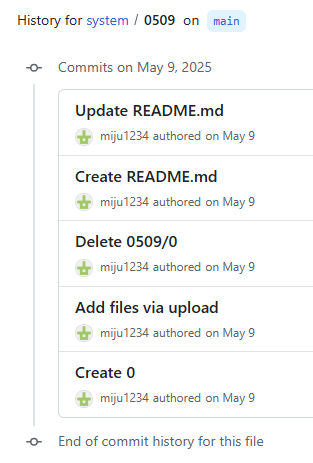 History for system / 0509 on main
Commits on May 9, 2025
Update README.md
miju1234 authored on May 9
Create README.md
miju1234 authored on May 9
Delete 0509/0
miju1234 authored on May 9
Add files via upload
miju1234 authored on May 9
Create 0
miju1234 authored on May 9
End of commit history for this file